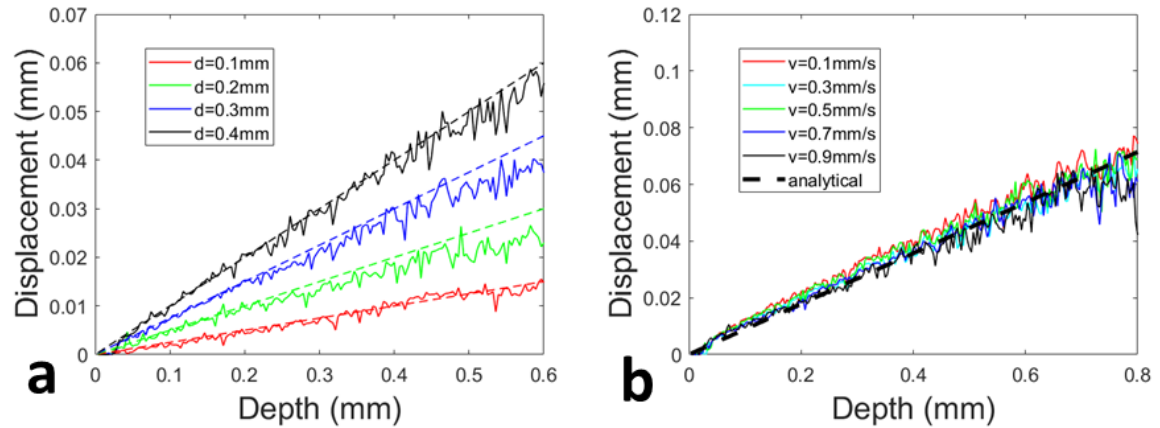 0.07
0.06
0.05
0.04
0.03
0.02
0.01
0
Displacement (mm)
d=0.1mm
d=0.2mm
d=0.3mm
d=0.4mm
0 0.1 0.2 0.3 0.4 0.5 0.6
Depth (mm)
a
0.12
0.1
0.08
0.06
0.04
0.02
0
Displacement (mm)
v=0.1mm/s
v=0.3mm/s
v=0.5mm/s
v=0.7mm/s
v=0.9mm/s
analytical
0 0.2 0.4 0.6 0.8
Depth (mm)
b